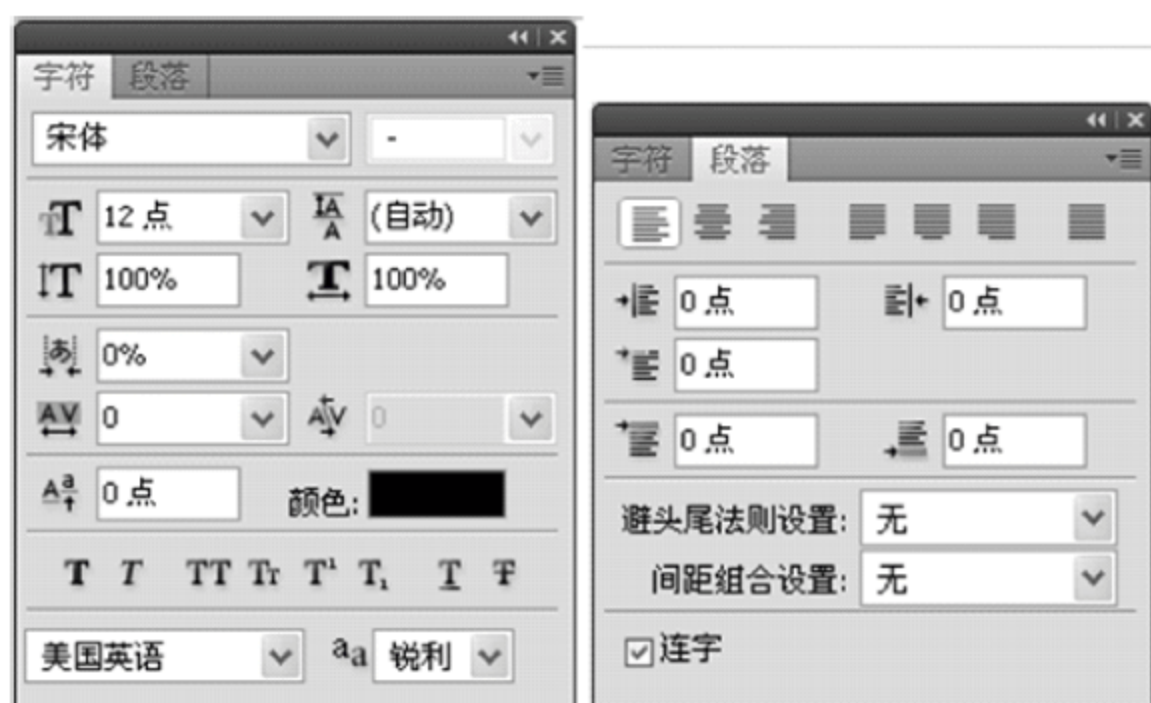 字符 段落
宋体 -
12 点 (自动)
100% 100%
0%
0 0
0 点 颜色:
T T TT Tr T¹ T₁ T T
美国英语 aa 锐利
字符 段落
0 点 0 点
0 点
0 点 0 点
避头尾法则设置: 无
间距组合设置: 无
连字